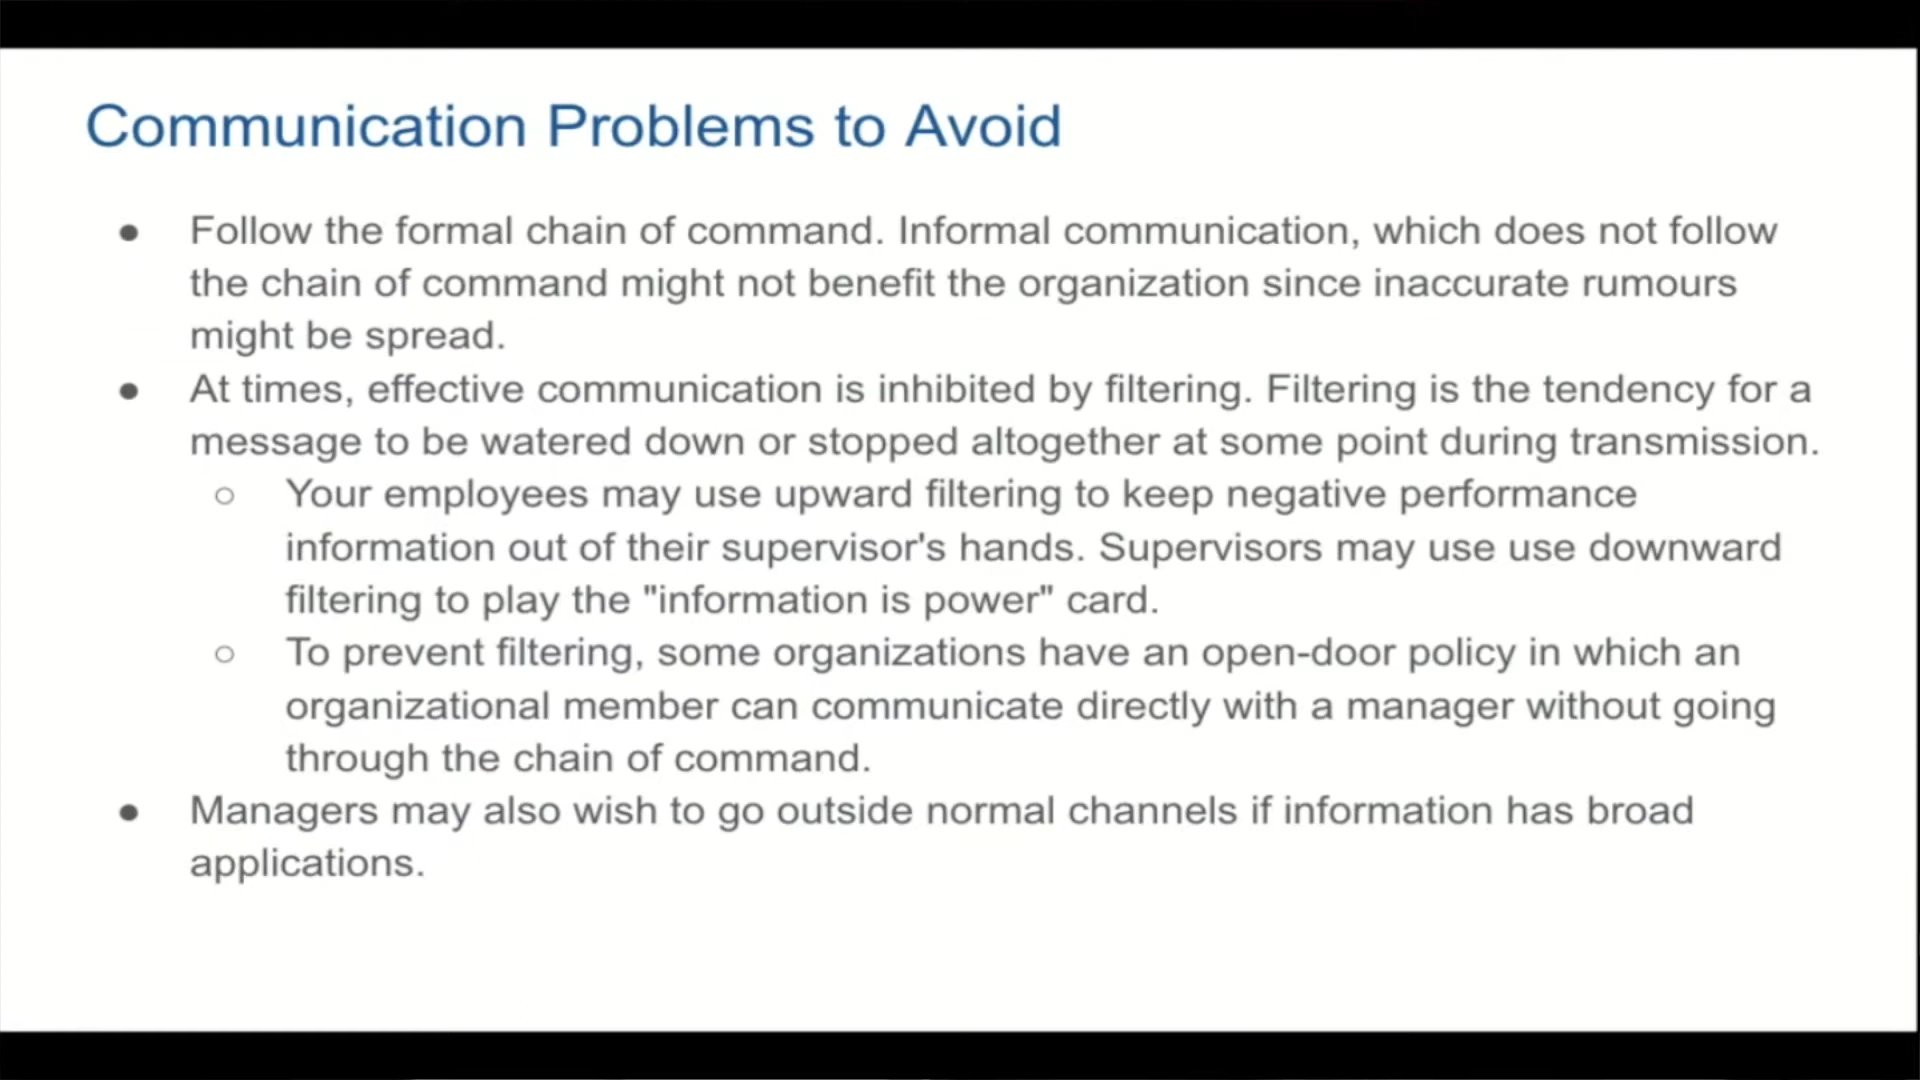 Communication Problems to Avoid
● Follow the formal chain of command. Informal communication, which does not follow
the chain of command might not benefit the organization since inaccurate rumours
might be spread.
● At times, effective communication is inhibited by filtering. Filtering is the tendency for a
message to be watered down or stopped altogether at some point during transmission.
○ Your employees may use upward filtering to keep negative performance
information out of their supervisor's hands. Supervisors may use use downward
filtering to play the "information is power" card.
○ To prevent filtering, some organizations have an open-door policy in which an
organizational member can communicate directly with a manager without going
through the chain of command.
● Managers may also wish to go outside normal channels if information has broad
applications.